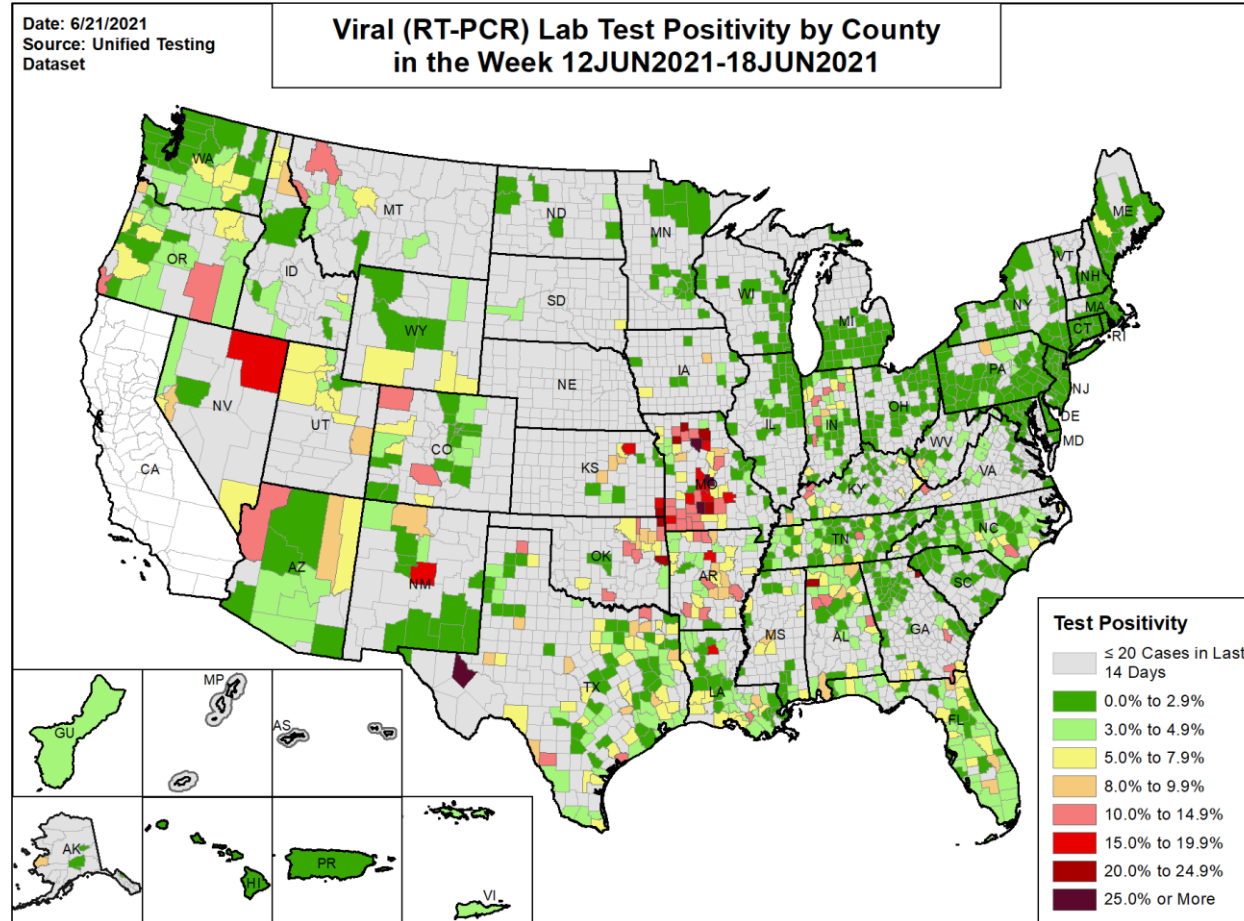 Date: 6/21/2021
Source: Unified Testing
Dataset
Viral (RT-PCR) Lab Test Positivity by County
in the Week 12JUN2021-18JUN2021
WA
MT
ND
MN
ME
OR
ID
SD
WI
MI
VT
NH
NY
MA
CT
RI
WY
NE
IA
PA
NJ
NV
UT
CO
KS
MO
IL
IN
OH
WV
DE
MD
VA
KY
CA
AZ
NM
OK
AR
TN
NC
SC
TX
LA
MS
AL
GA
FL
GU
MP
AS
AK
HI
PR
VI
Test Positivity
≤ 20 Cases in Last
14 Days
0.0% to 2.9%
3.0% to 4.9%
5.0% to 7.9%
8.0% to 9.9%
10.0% to 14.9%
15.0% to 19.9%
20.0% to 24.9%
25.0% or More